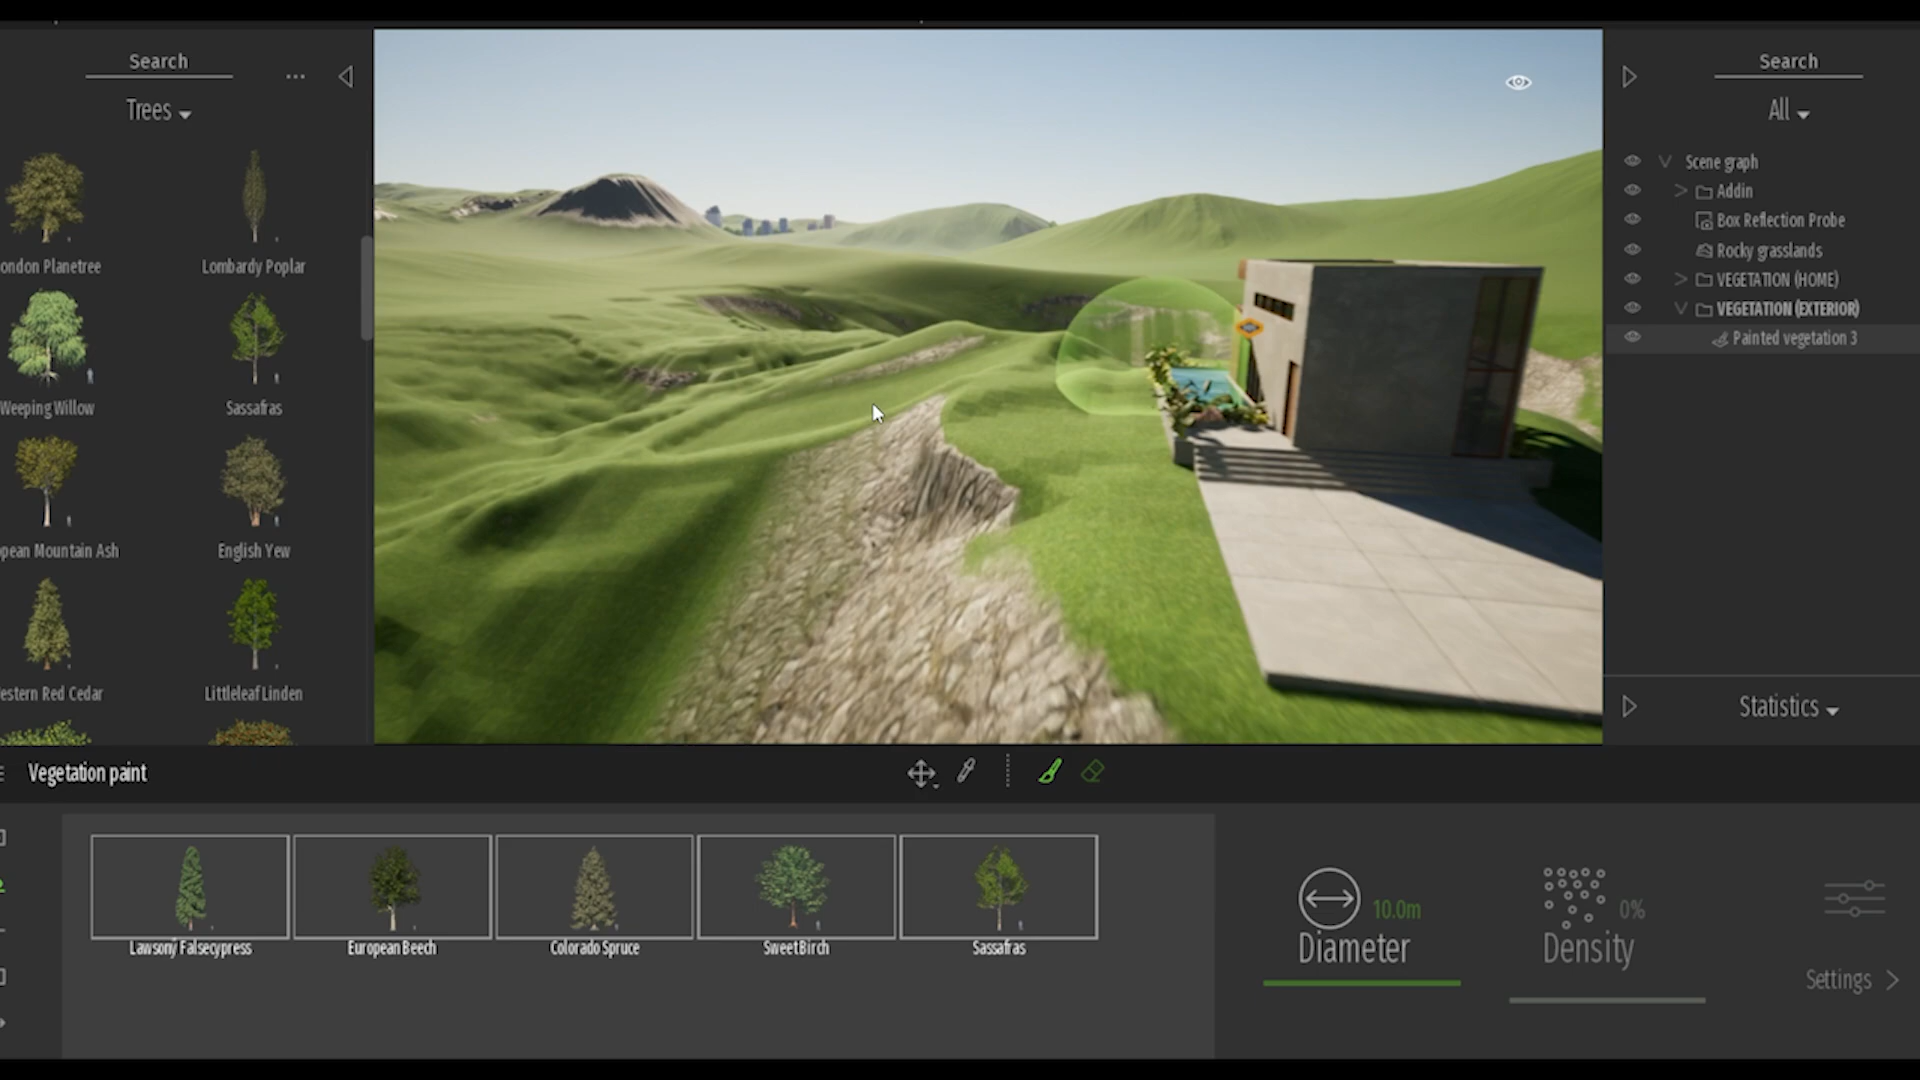 Search
...
Trees
ondon Planetree
Lombardy Poplar
Weeping Willow
Sassafras
pean Mountain Ash
English Yew
estern Red Cedar
Littleleaf Linden
Search
All
Scene graph
Addin
Box Reflection Probe
Rocky grasslands
VEGETATION (HOME)
VEGETATION (EXTERIOR)
Painted vegetation 3
Statistics
Vegetation paint
Lawsony Falsecypress
European Beech
Colorado Spruce
Sweet Birch
Sassafras
10.0m
Diameter
0%
Density
Settings